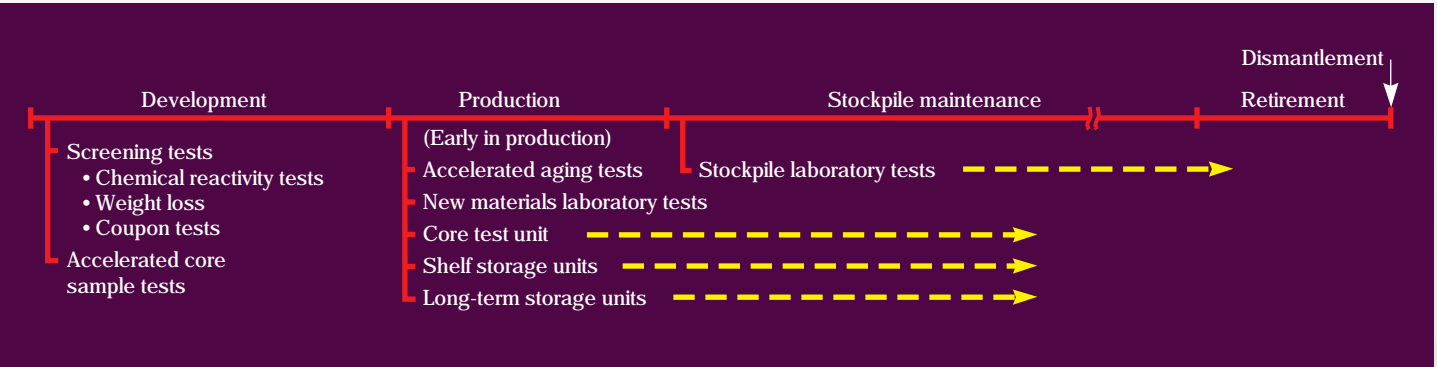 Dismantlement
Development
Production
Stockpile maintenance
Retirement
Screening tests
• Chemical reactivity tests
• Weight loss
• Coupon tests
Accelerated core
sample tests
(Early in production)
Accelerated aging tests
New materials laboratory tests
Core test unit
Shelf storage units
Long-term storage units
Stockpile laboratory tests